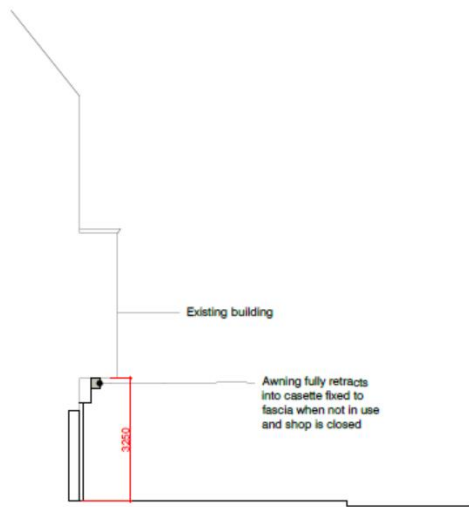 Existing building
Awning fully retracts
into casette fixed to
fascia when not in use
and shop is closed
3250